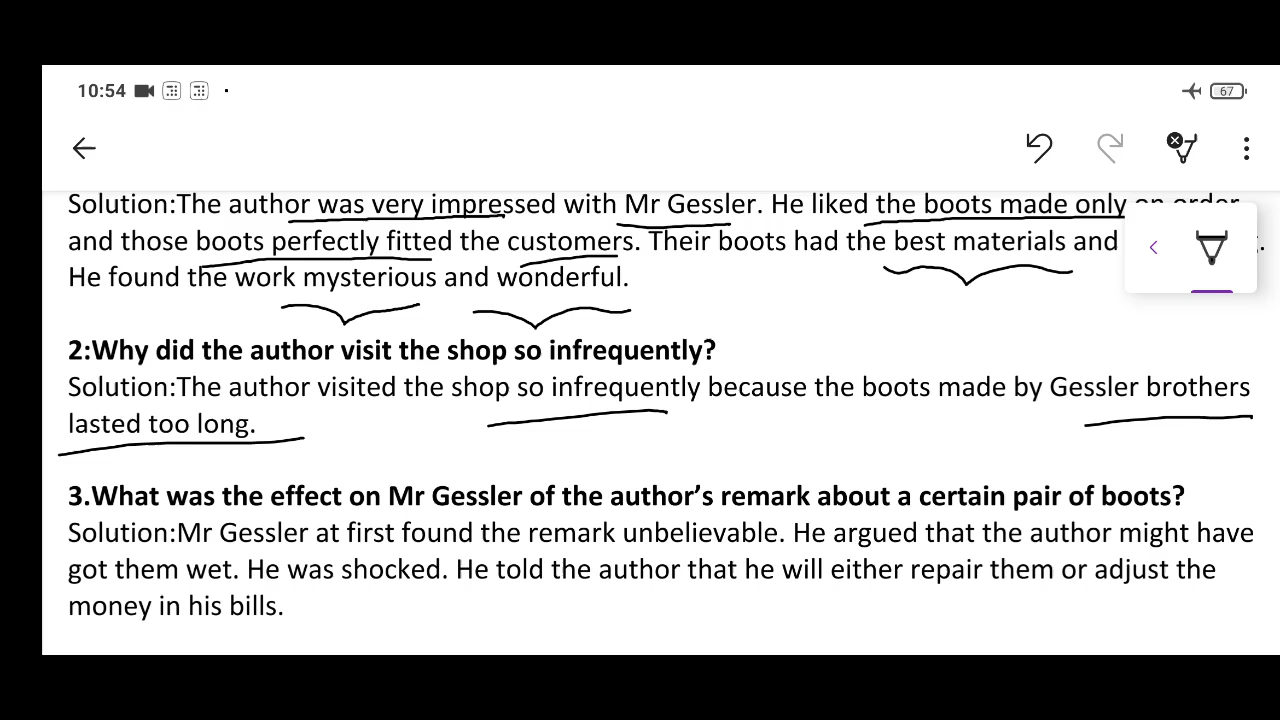 10:54
67
Solution:The author was very impressed with Mr Gessler. He liked the boots made only on order
and those boots perfectly fitted the customers. Their boots had the best materials and
He found the work mysterious and wonderful.
2:Why did the author visit the shop so infrequently?
Solution:The author visited the shop so infrequently because the boots made by Gessler brothers
lasted too long.
3.What was the effect on Mr Gessler of the author’s remark about a certain pair of boots?
Solution:Mr Gessler at first found the remark unbelievable. He argued that the author might have
got them wet. He was shocked. He told the author that he will either repair them or adjust the
money in his bills.